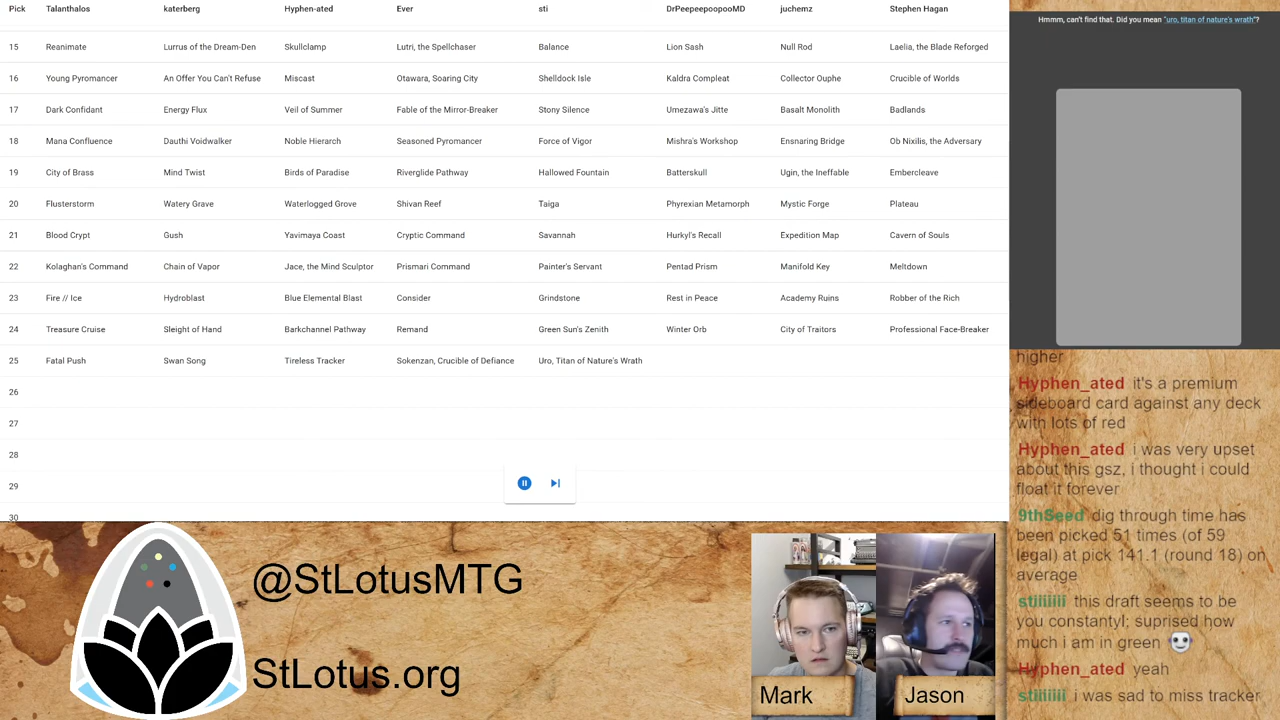 Pick Talanthalos katerberg Hyphen-ated Ever sti DrPeepeepoopooMD juchemz Stephen Hagan
15 Reanimate Lurrus of the Dream-Den Skullclamp Lutri, the Spellchaser Balance Lion Sash Null Rod Laelia, the Blade Reforged
16 Young Pyromancer An Offer You Can't Refuse Miscast Otawara, Soaring City Shelldock Isle Kaldra Compleat Collector Ouphe Crucible of Worlds
17 Dark Confidant Energy Flux Veil of Summer Fable of the Mirror-Breaker Stony Silence Umezawa's Jitte Basalt Monolith Badlands
18 Mana Confluence Dauthi Voidwalker Noble Hierarch Seasoned Pyromancer Force of Vigor Mishra's Workshop Ensnaring Bridge Ob Nixilis, the Adversary
19 City of Brass Mind Twist Birds of Paradise Riverglide Pathway Hallowed Fountain Batterskull Ugin, the Ineffable Embercleave
20 Flusterstorm Watery Grave Waterlogged Grove Shivan Reef Taiga Phyrexian Metamorph Mystic Forge Plateau
21 Blood Crypt Gush Yavimaya Coast Cryptic Command Savannah Hurkyl's Recall Expedition Map Cavern of Souls
22 Kolaghan's Command Chain of Vapor Jace, the Mind Sculptor Prismari Command Painter's Servant Pentad Prism Manifold Key Meltdown
23 Fire // Ice Hydroblast Blue Elemental Blast Consider Grindstone Rest in Peace Academy Ruins Robber of the Rich
24 Treasure Cruise Sleight of Hand Barkchannel Pathway Remand Green Sun's Zenith Winter Orb City of Traitors Professional Face-Breaker
25 Fatal Push Swan Song Tireless Tracker Sokenzan, Crucible of Defiance Uro, Titan of Nature's Wrath
26
27
28
29
30
Hmmm, can't find that. Did you mean "uro, titan of nature's wrath"?
higher
Hyphen_ated it's a premium
sideboard card against any deck
with lots of red
Hyphen_ated i was very upset
about this gsz, i thought i could
float it forever
9thSeed dig through time has
been picked 51 times (of 59
legal) at pick 141.1 (round 18) on
average
stiiiiiii this draft seems to be
you constantyl; suprised how
much i am in green
Hyphen_ated yeah
stiiiiiii i was sad to miss tracker
@StLotusMTG
StLotus.org
Mark
Jason